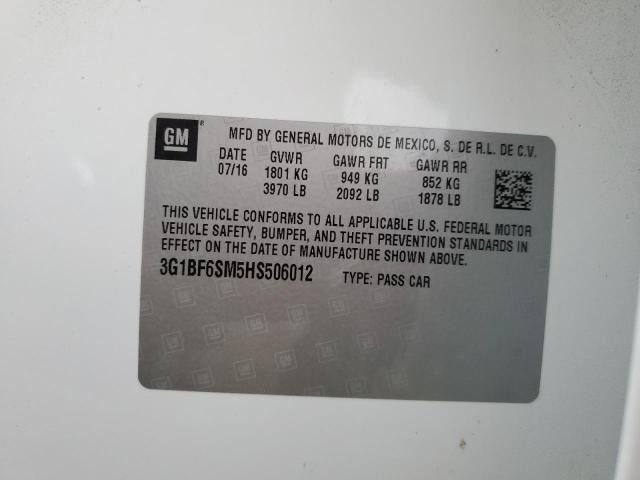 GM ®
MFD BY GENERAL MOTORS DE MEXICO, S. DE R.L. DE C.V.
DATE GVWR GAWR FRT GAWR RR
07/16 1801 KG 949 KG 852 KG
3970 LB 2092 LB 1878 LB
THIS VEHICLE CONFORMS TO ALL APPLICABLE U.S. FEDERAL MOTOR
VEHICLE SAFETY, BUMPER, AND THEFT PREVENTION STANDARDS IN
EFFECT ON THE DATE OF MANUFACTURE SHOWN ABOVE.
3G1BF6SM5HS506012 TYPE: PASS CAR